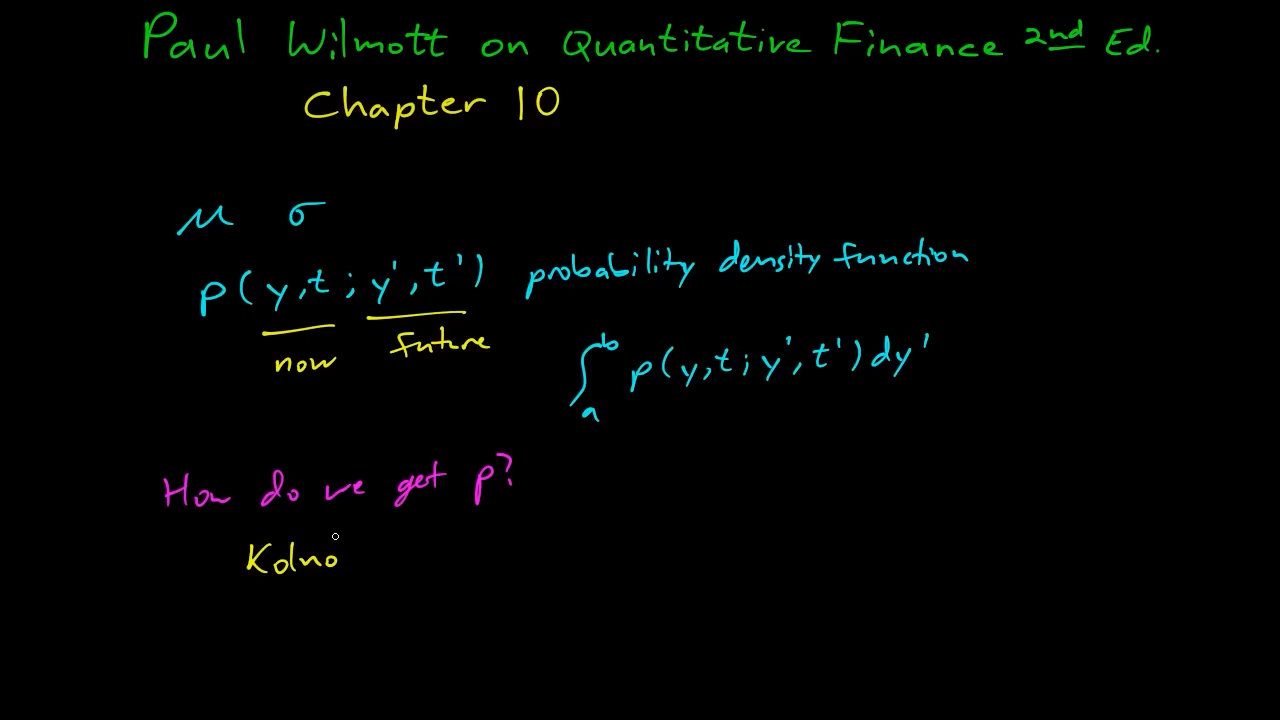 Paul Wilmott on Quantitative Finance 2nd Ed.
Chapter 10
μ σ
p(y,t; y',t') probability density function
now future
∫ₐᵇ p(y,t; y',t')dy'
How do we get p?
Kolmo